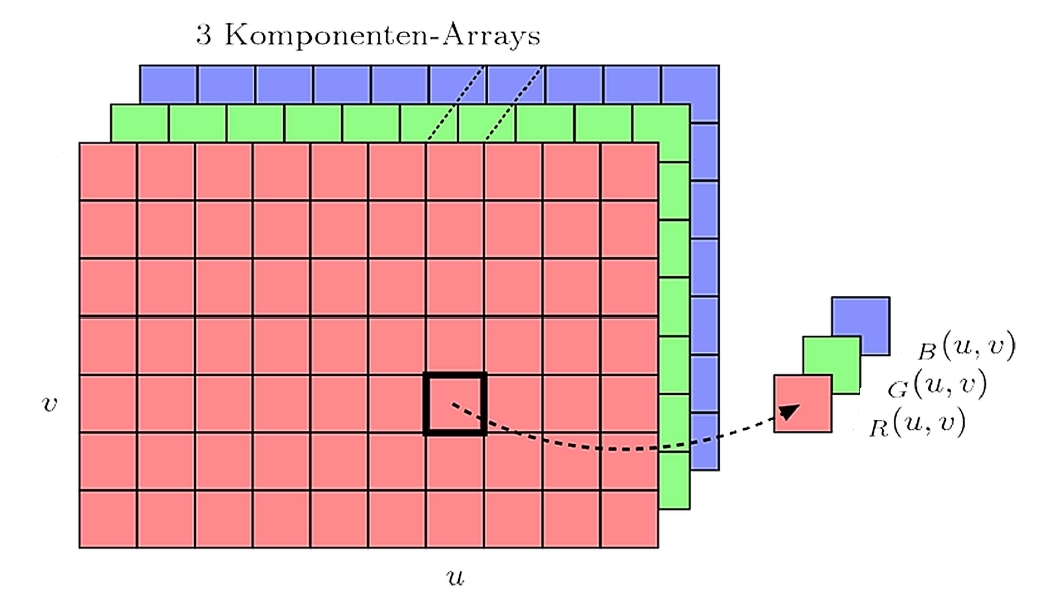 3 Komponenten-Arrays
B(u, v)
G(u, v)
v
R(u, v)
u